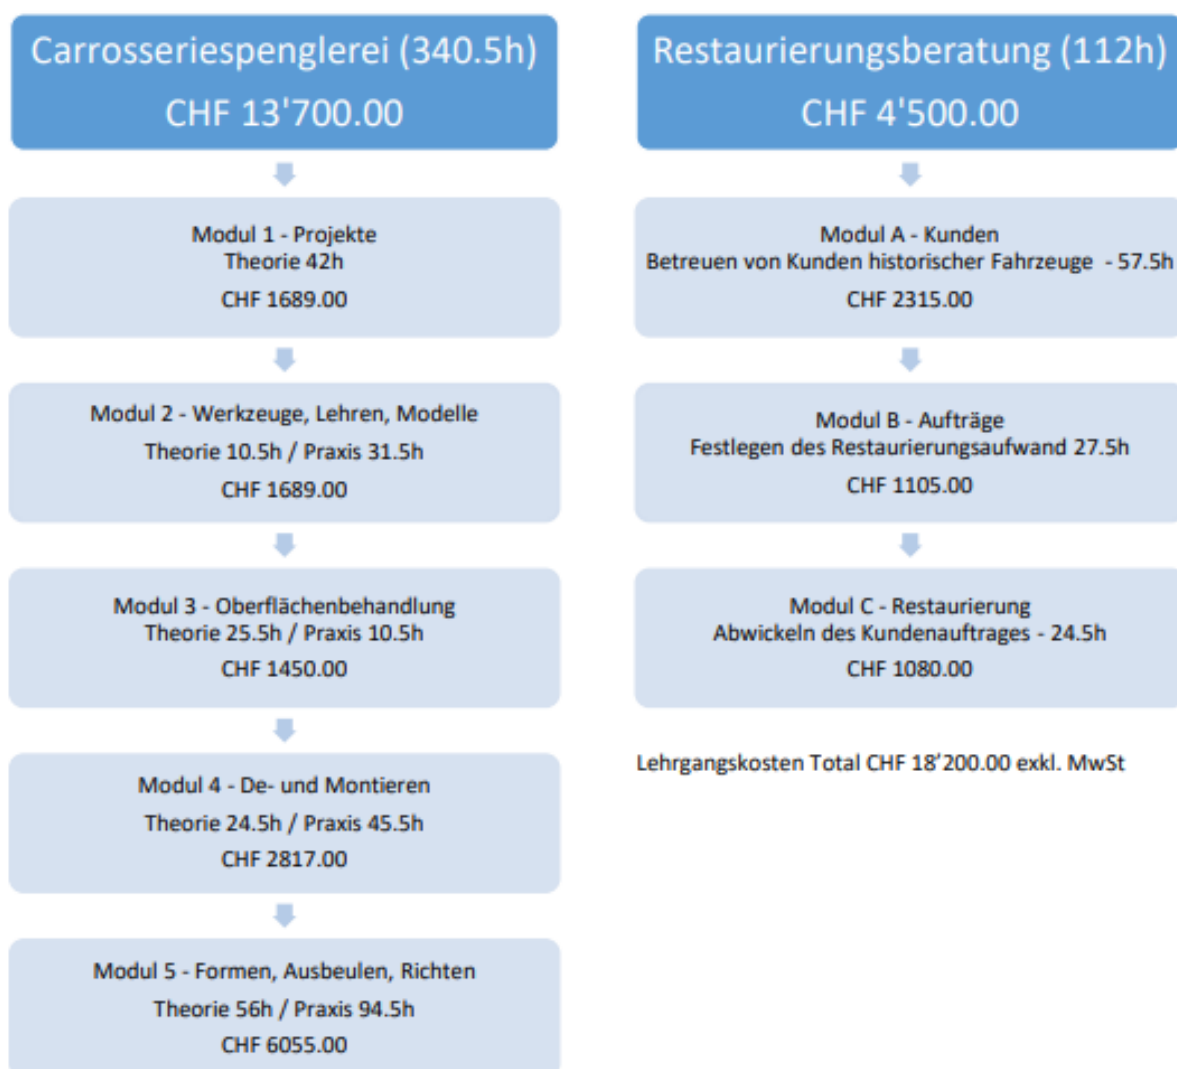 Carrosseriespenglerei (340.5h)
CHF 13'700.00
Modul 1 - Projekte
Theorie 42h
CHF 1689.00
Modul 2 - Werkzeuge, Lehren, Modelle
Theorie 10.5h / Praxis 31.5h
CHF 1689.00
Modul 3 - Oberflächenbehandlung
Theorie 25.5h / Praxis 10.5h
CHF 1450.00
Modul 4 - De- und Montieren
Theorie 24.5h / Praxis 45.5h
CHF 2817.00
Modul 5 - Formen, Ausbeulen, Richten
Theorie 56h / Praxis 94.5h
CHF 6055.00
Restaurierungsberatung (112h)
CHF 4'500.00
Modul A - Kunden
Betreuen von Kunden historischer Fahrzeuge - 57.5h
CHF 2315.00
Modul B - Aufträge
Festlegen des Restaurierungsaufwand 27.5h
CHF 1105.00
Modul C - Restaurierung
Abwickeln des Kundenauftrages - 24.5h
CHF 1080.00
Lehrgangskosten Total CHF 18’200.00 exkl. MwSt